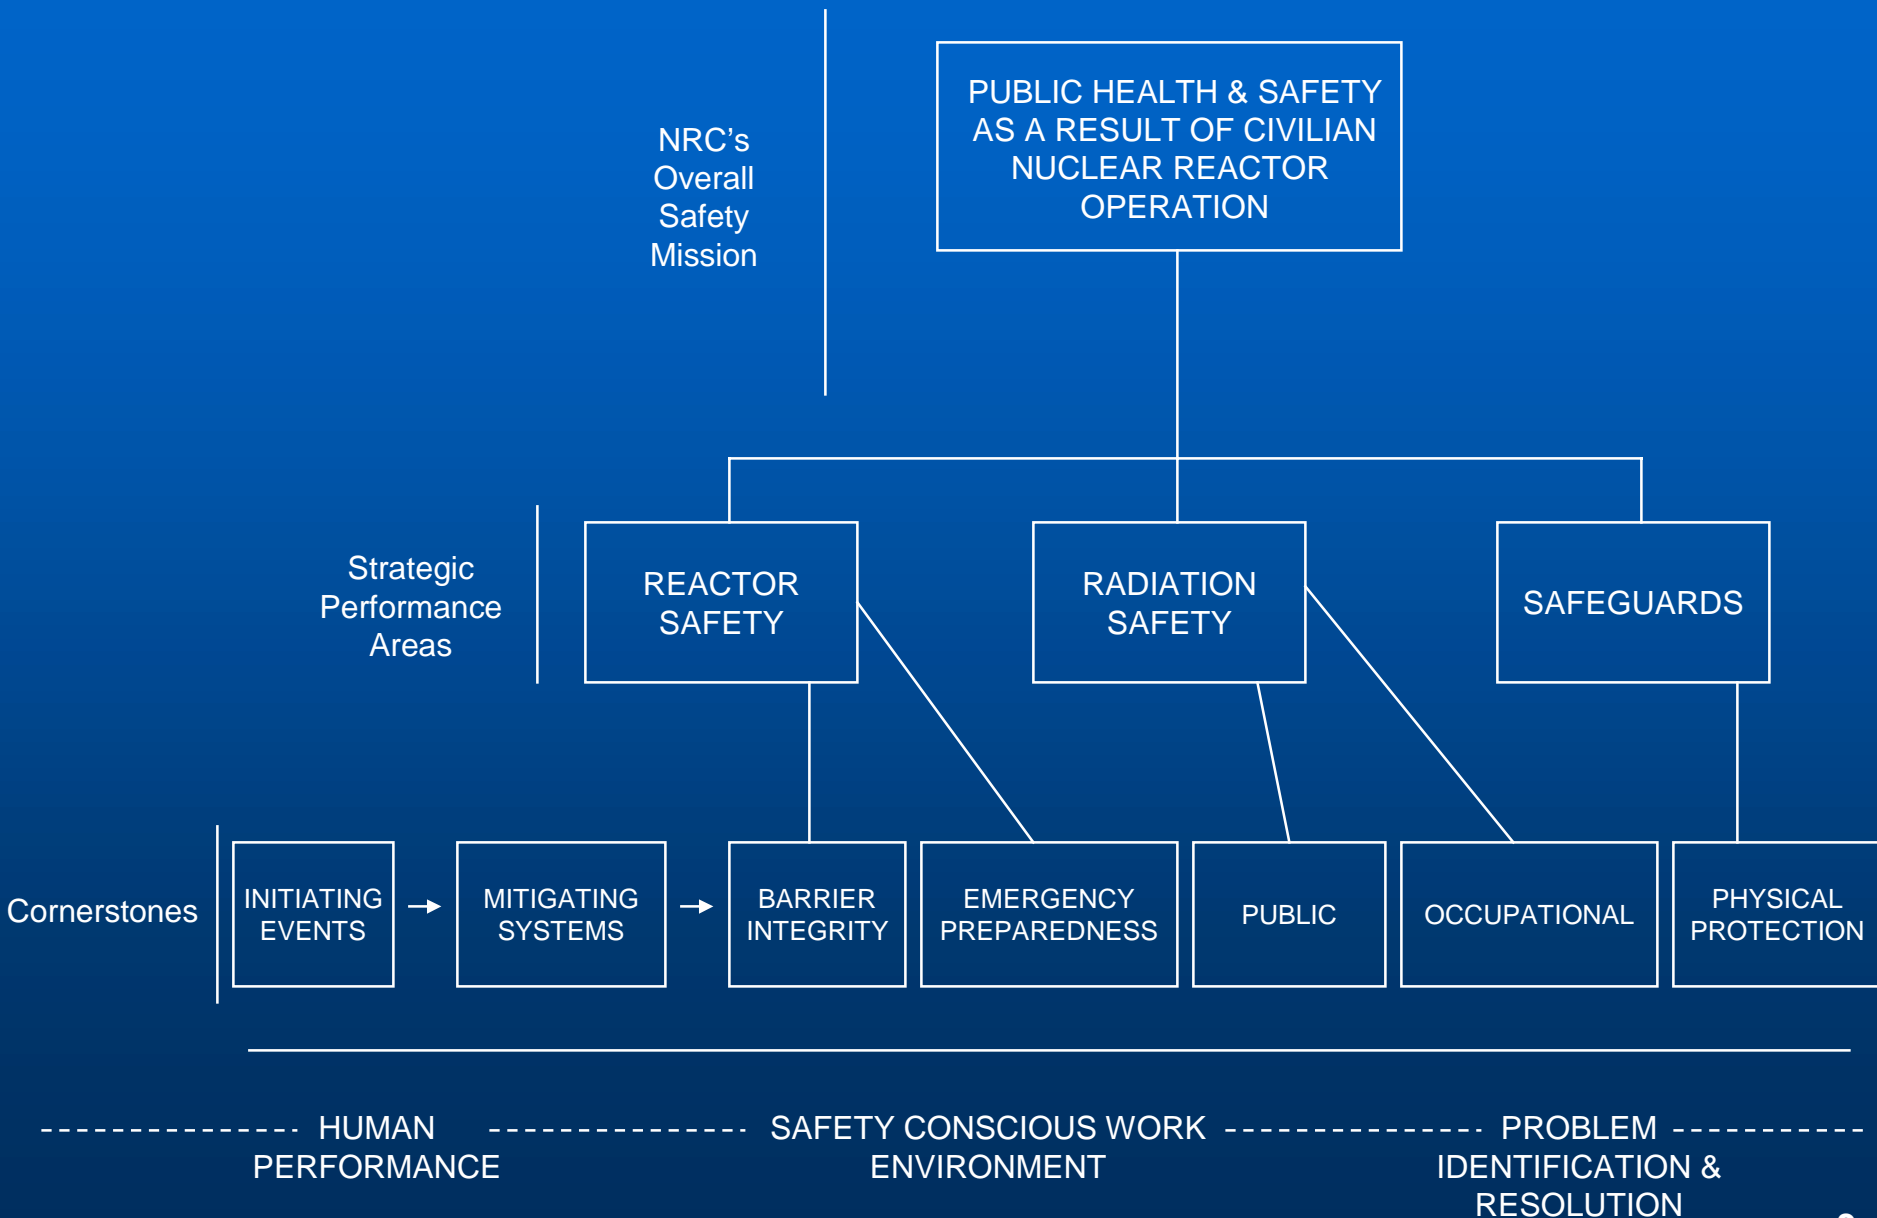 PUBLIC HEALTH & SAFETY
AS A RESULT OF CIVILIAN
NUCLEAR REACTOR
OPERATION
NRC’s
Overall
Safety
Mission
Strategic
Performance
Areas
REACTOR
SAFETY
RADIATION
SAFETY
SAFEGUARDS
Cornerstones
INITIATING
EVENTS
MITIGATING
SYSTEMS
BARRIER
INTEGRITY
EMERGENCY
PREPAREDNESS
PUBLIC
OCCUPATIONAL
PHYSICAL
PROTECTION
HUMAN
PERFORMANCE
SAFETY CONSCIOUS WORK
ENVIRONMENT
PROBLEM
IDENTIFICATION &
RESOLUTION